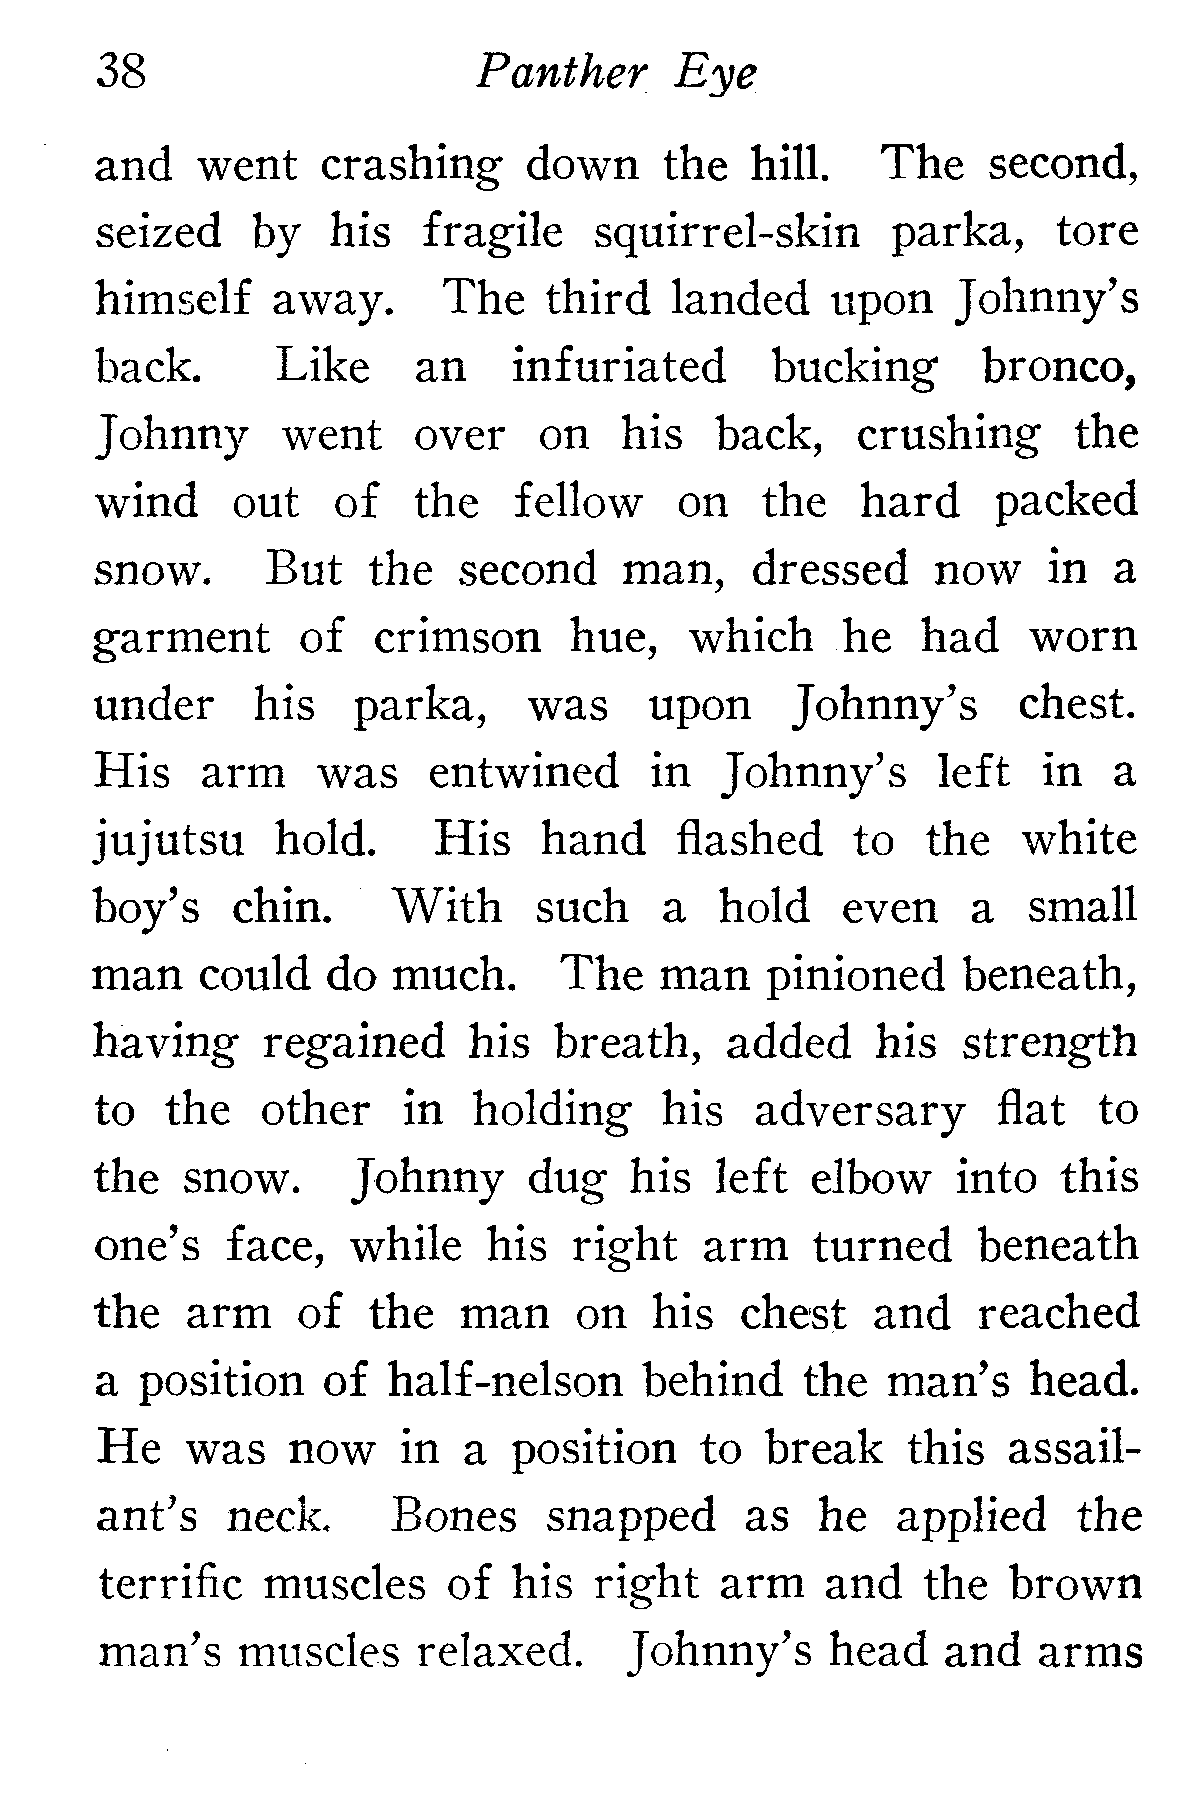 38 Panther Eye
and went crashing down the hill. The second,
seized by his fragile squirrel-skin parka, tore
himself away. The third landed upon Johnny's
back. Like an infuriated bucking bronco,
Johnny went over on his back, crushing the
wind out of the fellow on the hard packed
snow. But the second man, dressed now in a
garment of crimson hue, which he had worn
under his parka, was upon Johnny's chest.
His arm was entwined in Johnny's left in a
jujutsu hold. His hand flashed to the white
boy's chin. With such a hold even a small
man could do much. The man pinioned beneath,
having regained his breath, added his strength
to the other in holding his adversary flat to
the snow. Johnny dug his left elbow into this
one's face, while his right arm turned beneath
the arm of the man on his chest and reached
a position of half-nelson behind the man's head.
He was now in a position to break this assail-
ant's neck. Bones snapped as he applied the
terrific muscles of his right arm and the brown
man's muscles relaxed. Johnny's head and arms